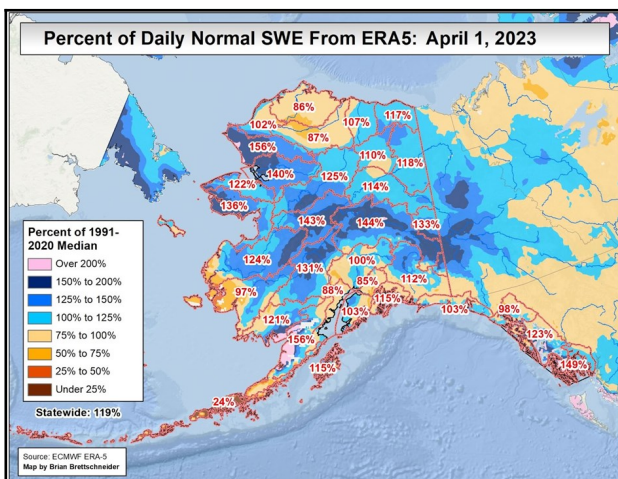 Percent of Daily Normal SWE From ERA5: April 1, 2023
86%
117%
102%
107%
87%
156%
110%
118%
140%
125%
122%
114%
136%
143%
144%
133%
124%
100%
131%
112%
97%
85%
88%
115%
103%
103%
98%
121%
123%
156%
149%
115%
24%
Percent of 1991-
2020 Median
Over 200%
150% to 200%
125% to 150%
100% to 125%
75% to 100%
50% to 75%
25% to 50%
Under 25%
Statewide: 119%
Source: ECMWF ERA-5
Map by Brian Brettschneider